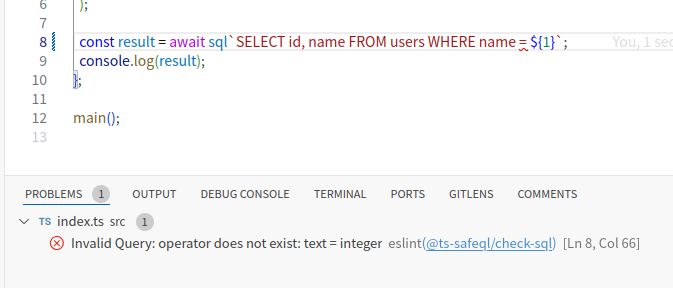 6 );
7
8 const result = await sql`SELECT id, name FROM users WHERE name = ${1}`; You, 1 sec
9 console.log(result);
10 };
11
12 main();
13
PROBLEMS 1 OUTPUT DEBUG CONSOLE TERMINAL PORTS GITLENS COMMENTS
TS index.ts src 1
Invalid Query: operator does not exist: text = integer eslint(@ts-safeql/check-sql) [Ln 8, Col 66]